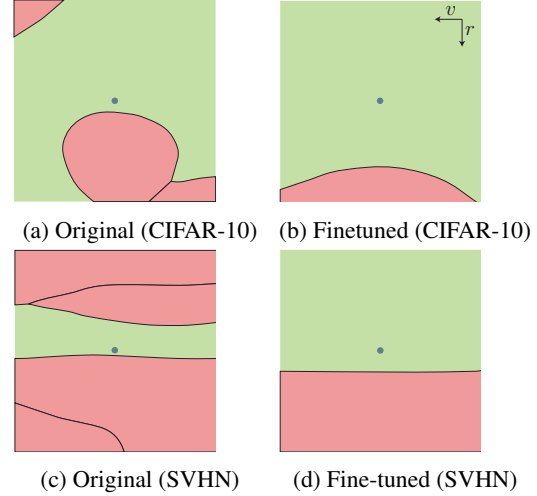 v
r
(a) Original (CIFAR-10) (b) Finetuned (CIFAR-10)
(c) Original (SVHN) (d) Fine-tuned (SVHN)